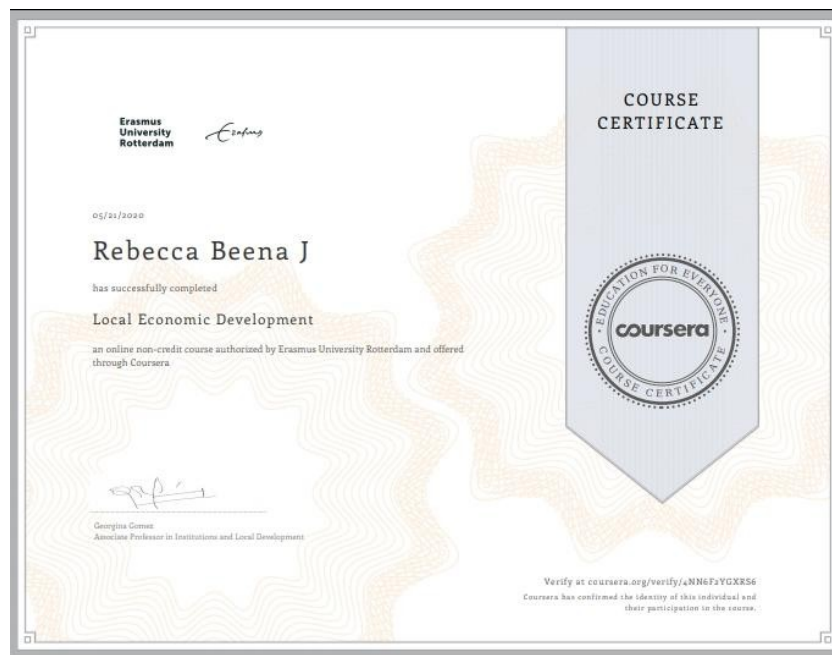 Erasmus
University
Rotterdam
Erasmus
COURSE
CERTIFICATE
05/21/2020
Rebecca Beena J
has successfully completed
Local Economic Development
an online non-credit course authorized by Erasmus University Rotterdam and offered
through Coursera
EDUCATION FOR EVERYONE
coursera
COURSE CERTIFICATE
Georgina Gomez
Associate Professor in Institutions and Local Development
Verify at coursera.org/verify/4NN6F2YGXRS6
Coursera has confirmed the identity of this individual and
their participation in the course.